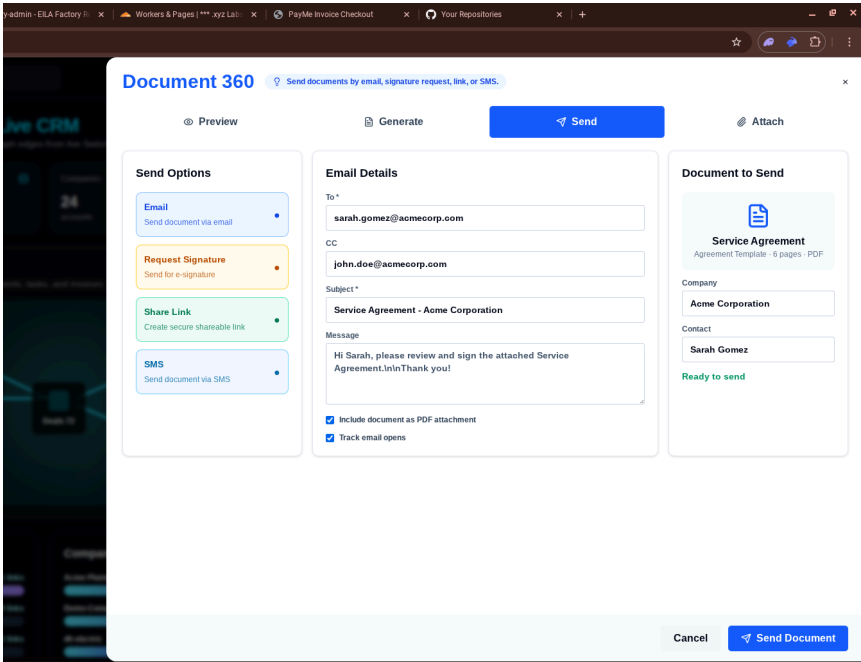 y-admin - EILA Factory R
Workers & Pages | *** .xyz Labs
PayMe Invoice Checkout
Your Repositories
Live CRM
24
Document 360
Send documents by email, signature request, link, or SMS.
Preview
Generate
Send
Attach
Send Options
Email
Send document via email
Request Signature
Send for e-signature
Share Link
Create secure shareable link
SMS
Send document via SMS
Email Details
To *
sarah.gomez@acmecorp.com
CC
john.doe@acmecorp.com
Subject *
Service Agreement - Acme Corporation
Message
Hi Sarah, please review and sign the attached Service
Agreement.\n\nThank you!
Include document as PDF attachment
Track email opens
Document to Send
Service Agreement
Agreement Template · 6 pages · PDF
Company
Acme Corporation
Contact
Sarah Gomez
Ready to send
Cancel
Send Document